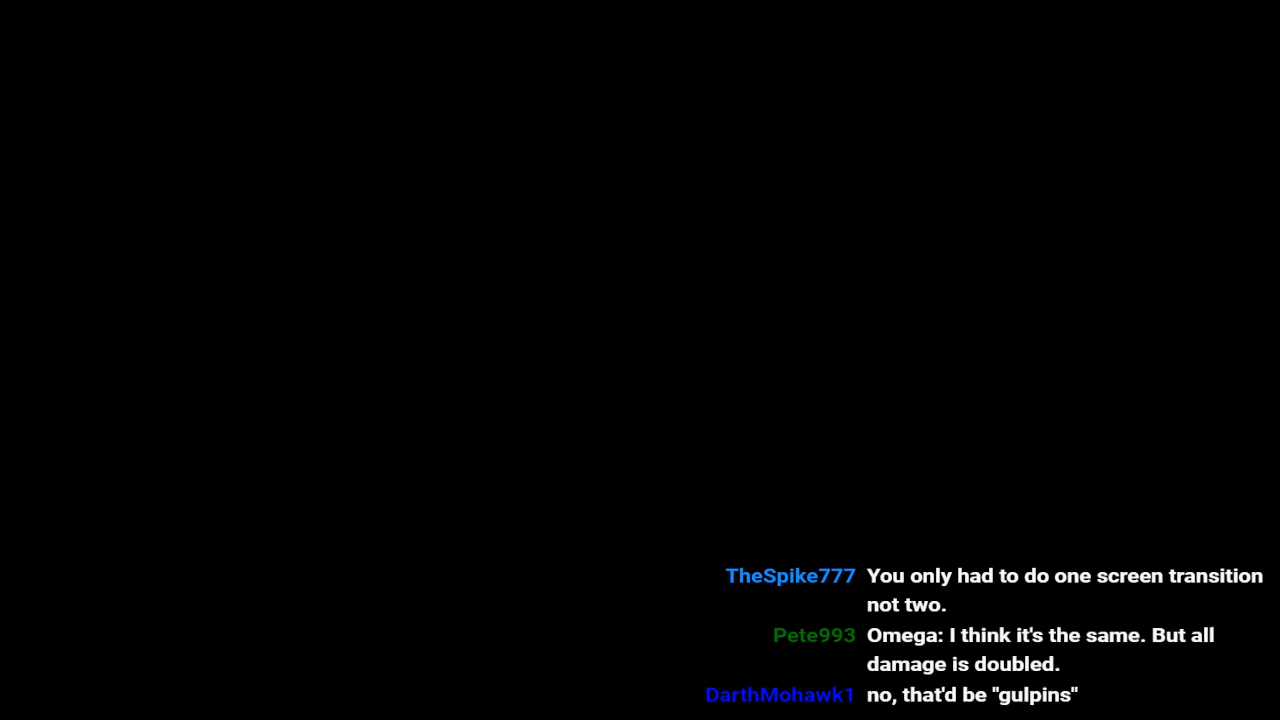 TheSpike777 You only had to do one screen transition
not two.
Pete993 Omega: I think it's the same. But all
damage is doubled.
DarthMohawk1 no, that'd be "gulpins"